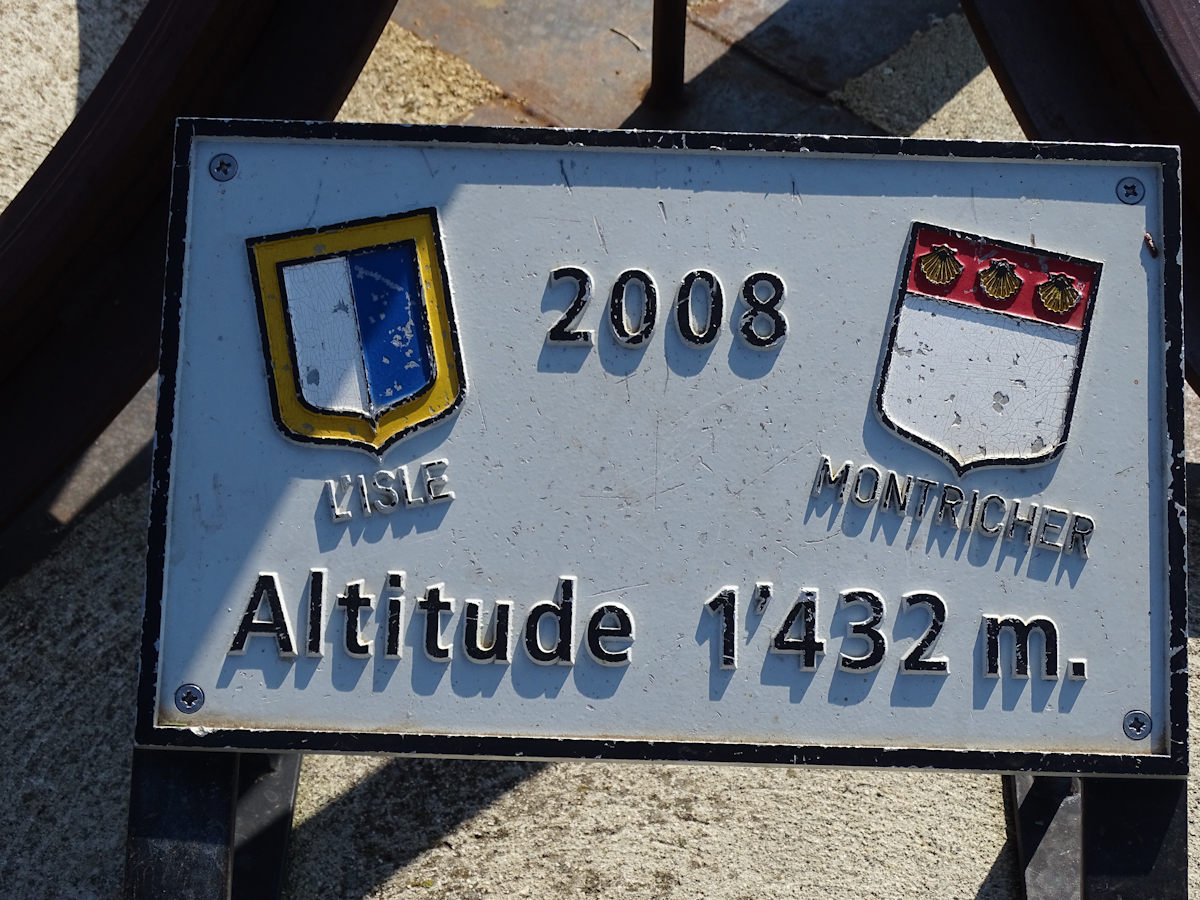 2008
L'ISLE
MONTRICHER
Altitude 1'432 m.